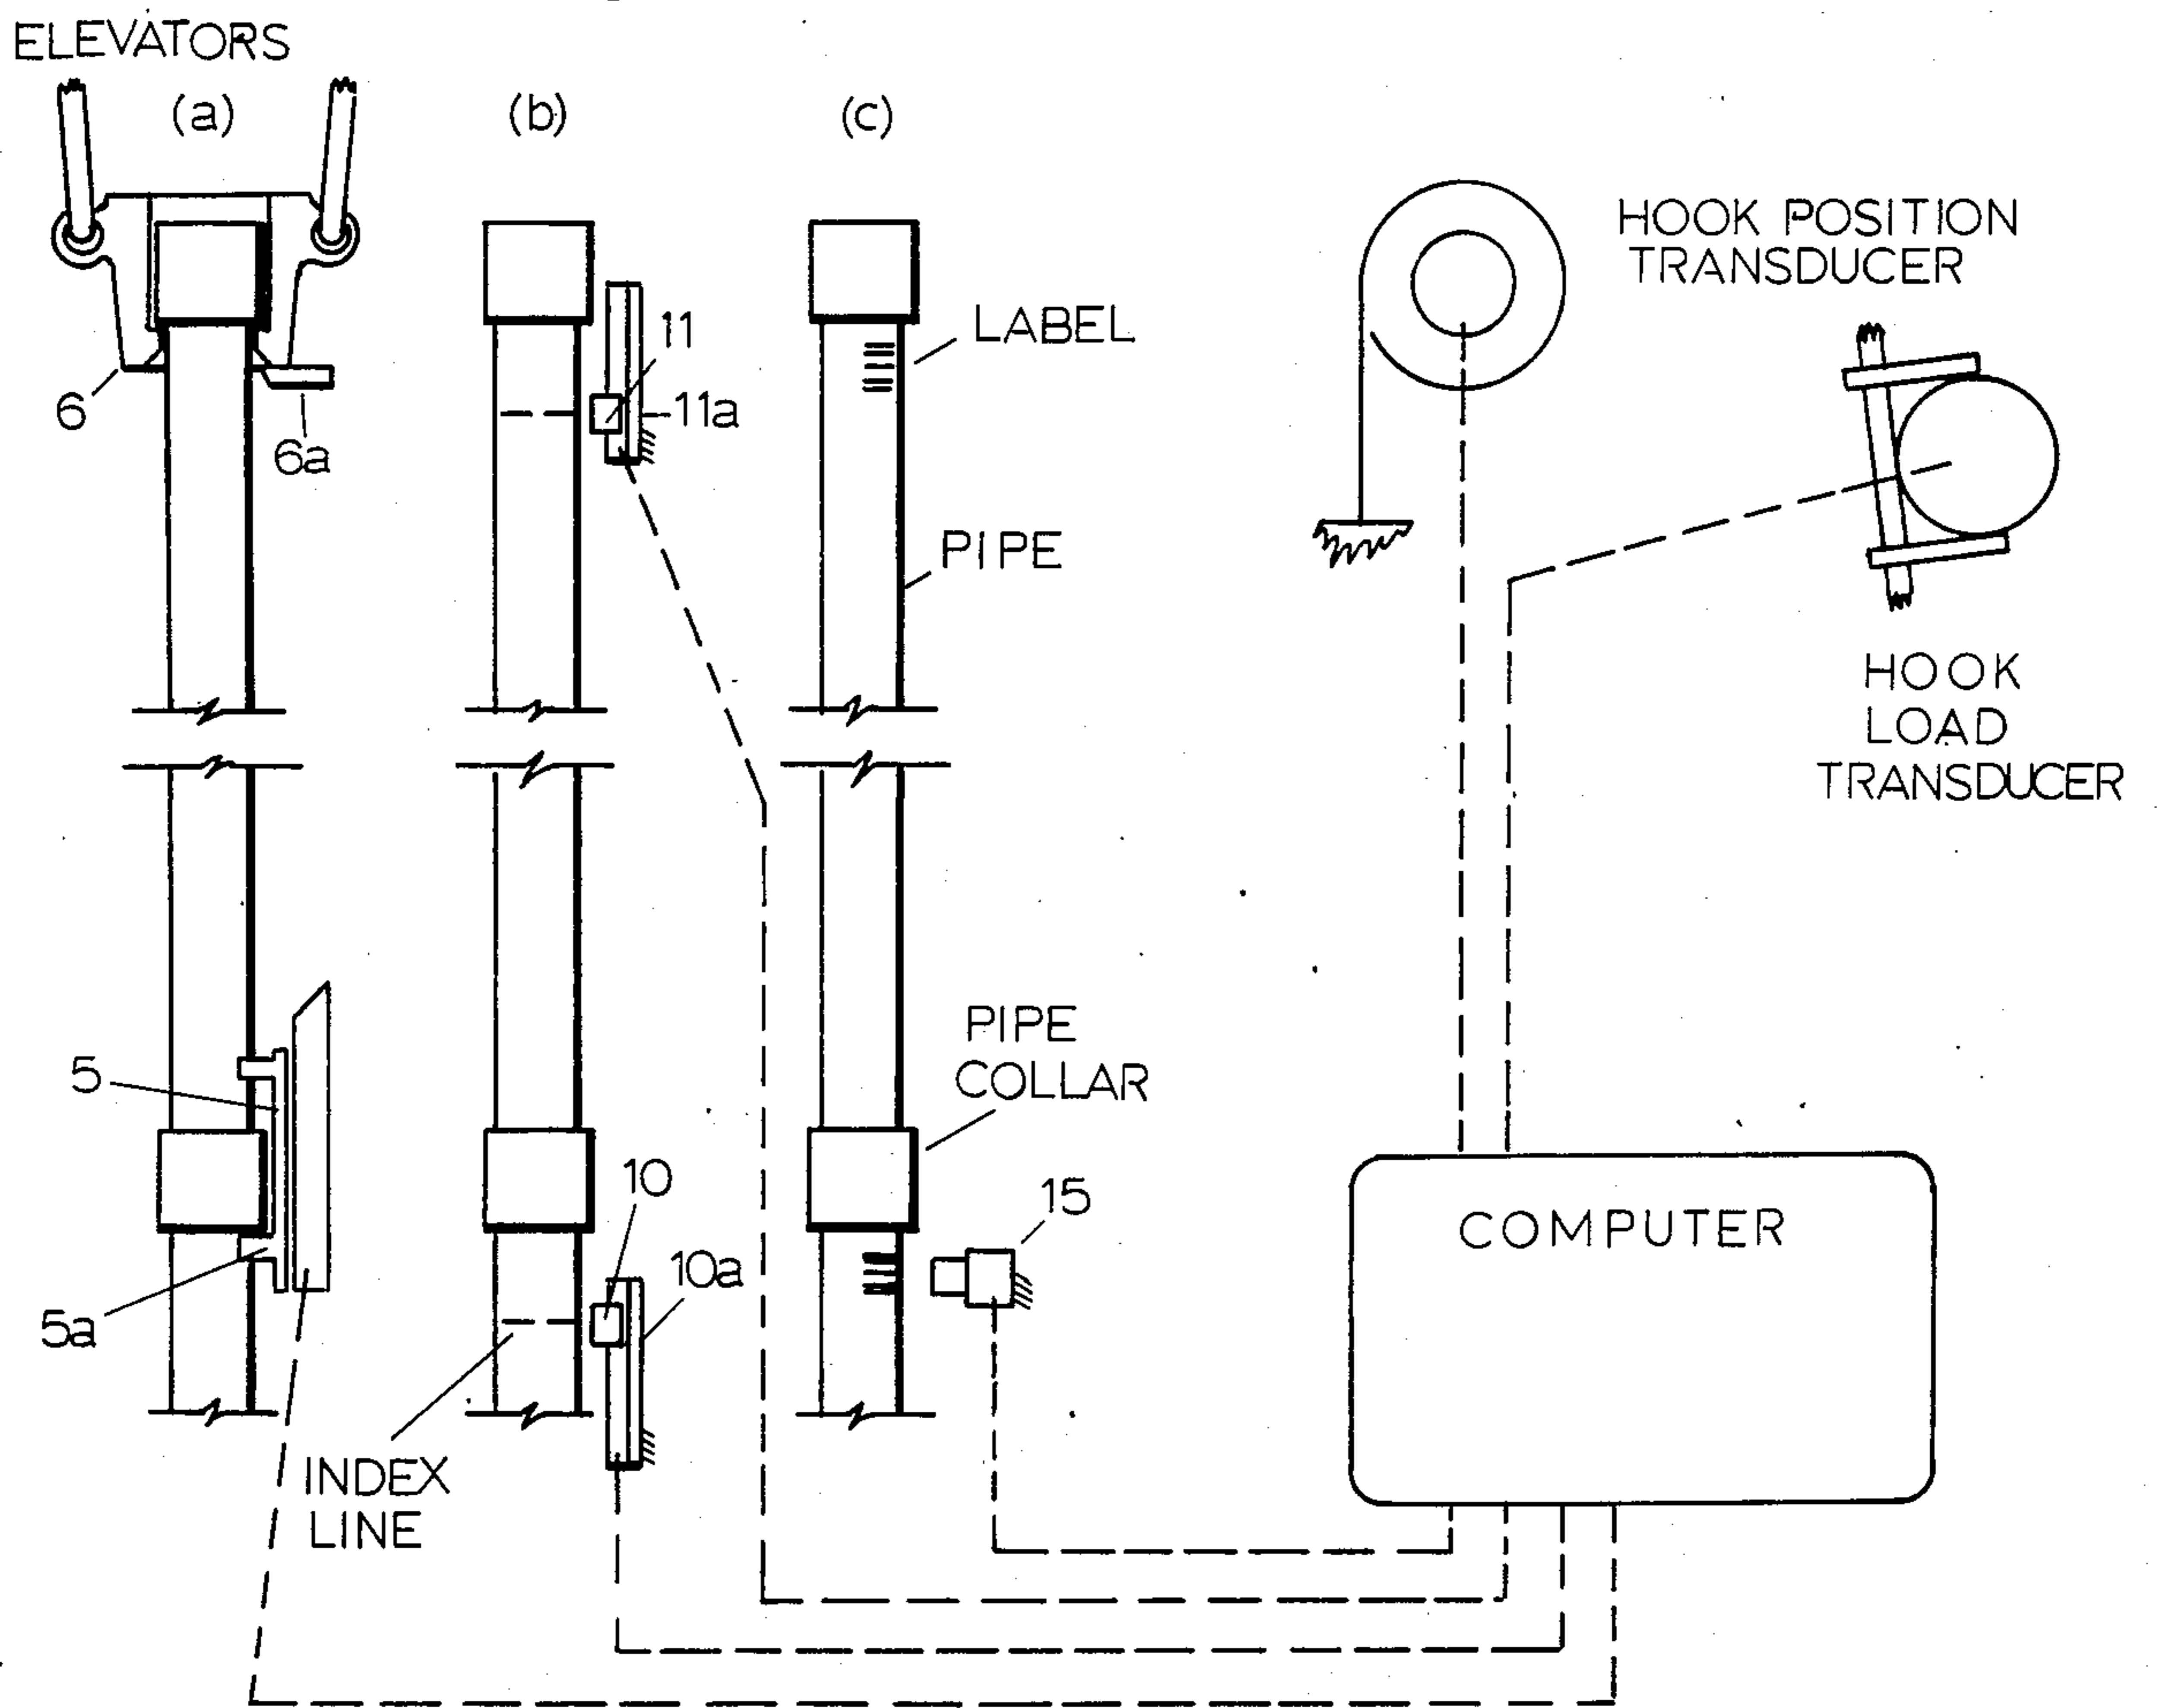 ELEVATORS
(a)
(b)
(c)
HOOK POSITION
TRANSDUCER
LABEL
11
11a
6
6a
PIPE
HOOK
LOAD
TRANSDUCER
PIPE
COLLAR
5
10
15
10a
5a
COMPUTER
INDEX
LINE